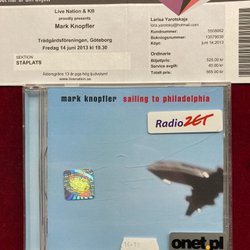 Live Nation & KB
proudly presents
Mark Knopfler
Trädgårdsföreningen, Göteborg
Fredag 14 juni 2013 kl 19.30
SEKTION
STÅPLATS
Larisa Yarotskaja
Kundnummer:
Bokningsnummer:
Köpt
Ordinarie
Biljettpris:
525.00 kr
Service avgift:
40.00 kr
Totalt pris:
565.00 kr
mark knopfler sailing to philadelphia
Radio ZET
onet.pl